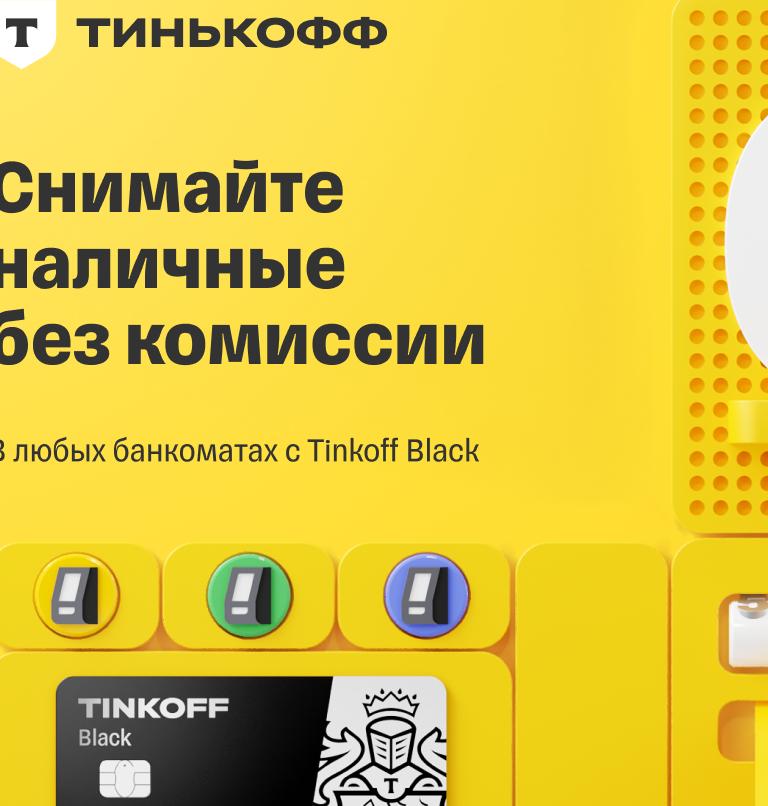 Т ТИНЬКОФФ
Снимайте
наличные
без комиссии
В любых банкоматах с Tinkoff Black
TINKOFF
Black
T